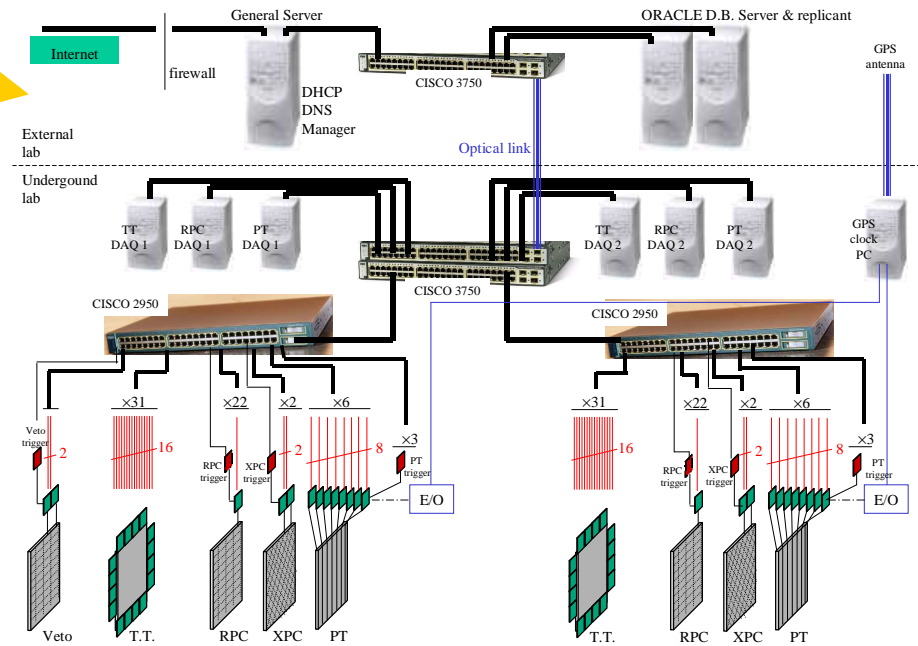 General Server
ORACLE D.B. Server & replicant
Internet
firewall
CISCO 3750
GPS
antenna
DHCP
DNS
Manager
External
lab
Optical link
Undergound
lab
TT
DAQ 1
RPC
DAQ 1
PT
DAQ 1
TT
DAQ 2
RPC
DAQ 2
PT
DAQ 2
GPS
clock
PC
CISCO 3750
CISCO 2950
CISCO 2950
×31
×22
×2
×6
Veto
trigger
2
16
RPC
trigger
XPC
trigger
2
8
×3
PT
trigger
E/O
×31
×22
×2
×6
16
RPC
trigger
XPC
trigger
2
8
×3
PT
trigger
E/O
Veto
T.T.
RPC
XPC
PT
T.T.
RPC
XPC
PT